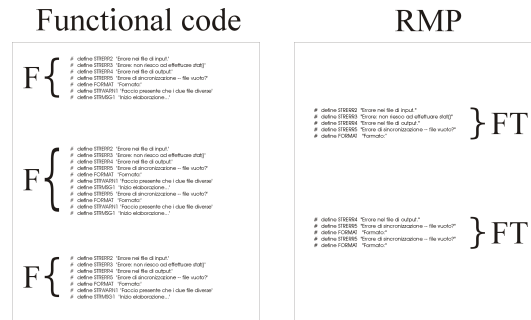 Functional code
F{
# define STRERR2 "Errore nel file di input."
# define STRERR3 "Errore: non riesco ad effettuare stat()"
# define STRERR4 "Errore nel file di output."
# define STRERR5 "Errore di sincronizzazione -- file vuoto?"
# define FORMAT "Formato:"
# define STRWARN1 "Faccio presente che i due file diverse"
# define STRMSG1 "Inizio elaborazione..."
F{
# define STRERR2 "Errore nel file di input."
# define STRERR3 "Errore: non riesco ad effettuare stat()"
# define STRERR4 "Errore nel file di output."
# define STRERR5 "Errore di sincronizzazione -- file vuoto?"
# define FORMAT "Formato:"
# define STRWARN1 "Faccio presente che i due file diverse"
# define STRMSG1 "Inizio elaborazione..."
# define STRERR5 "Errore di sincronizzazione -- file vuoto?"
# define FORMAT "Formato:"
# define STRWARN1 "Faccio presente che i due file diverse"
# define STRMSG1 "Inizio elaborazione..."
F{
# define STRERR2 "Errore nel file di input."
# define STRERR3 "Errore: non riesco ad effettuare stat()"
# define STRERR4 "Errore nel file di output."
# define STRERR5 "Errore di sincronizzazione -- file vuoto?"
# define FORMAT "Formato:"
# define STRWARN1 "Faccio presente che i due file diverse"
# define STRMSG1 "Inizio elaborazione..."
RMP
# define STRERR2 "Errore nel file di input."
# define STRERR3 "Errore: non riesco ad effettuare stat()"
# define STRERR4 "Errore nel file di output."
# define STRERR5 "Errore di sincronizzazione -- file vuoto?"
# define FORMAT "Formato:"
}FT
# define STRERR4 "Errore nel file di output."
# define STRERR5 "Errore di sincronizzazione -- file vuoto?"
# define FORMAT "Formato:"
# define STRERR5 "Errore di sincronizzazione -- file vuoto?"
# define FORMAT "Formato:"
}FT